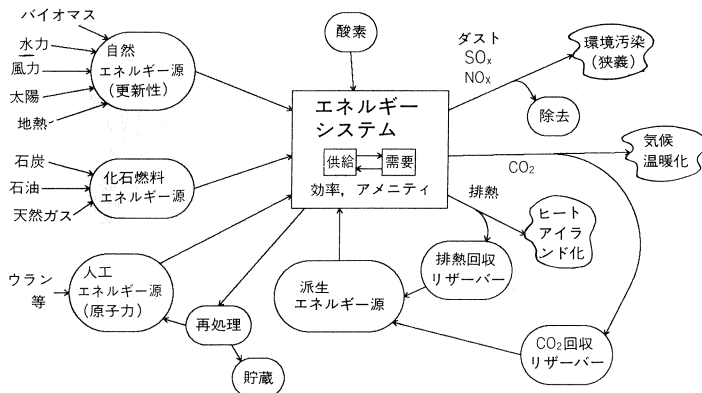 バイオマス
水力
風力
太陽
地熱
自然
エネルギー源
(更新性)
石炭
石油
天然ガス
化石燃料
エネルギー源
ウラン
等
人工
エネルギー源
(原子力)
酸素
エネルギー
システム
供給
需要
効率，アメニティ
再処理
貯蔵
派生
エネルギー源
ダスト
SOx
NOx
除去
環境汚染
(狭義)
CO₂
気候
温暖化
排熱
ヒート
アイラ
ンド化
排熱回収
リザーバー
CO₂回収
リザーバー